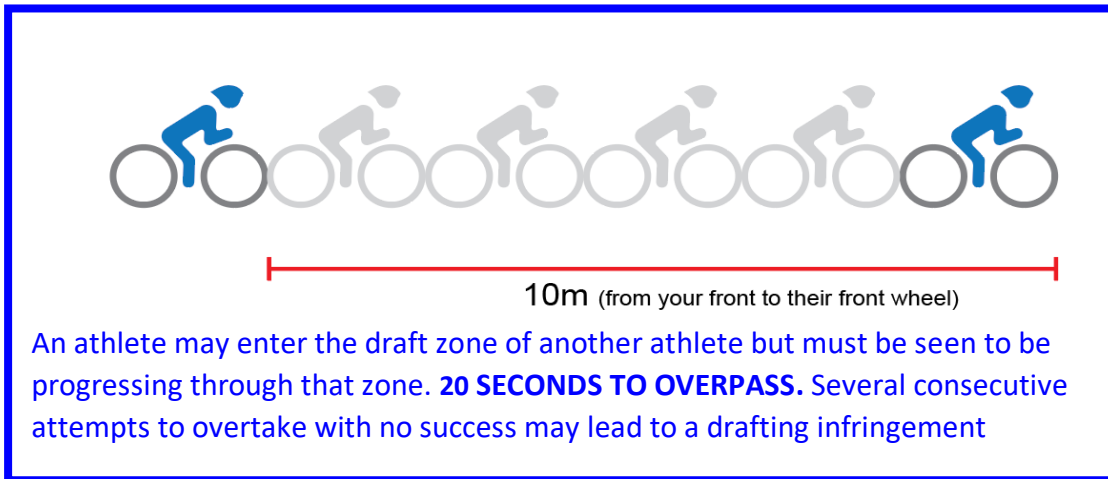 10m (from your front to their front wheel)
An athlete may enter the draft zone of another athlete but must be seen to be
progressing through that zone. 20 SECONDS TO OVERPASS. Several consecutive
attempts to overtake with no success may lead to a drafting infringement